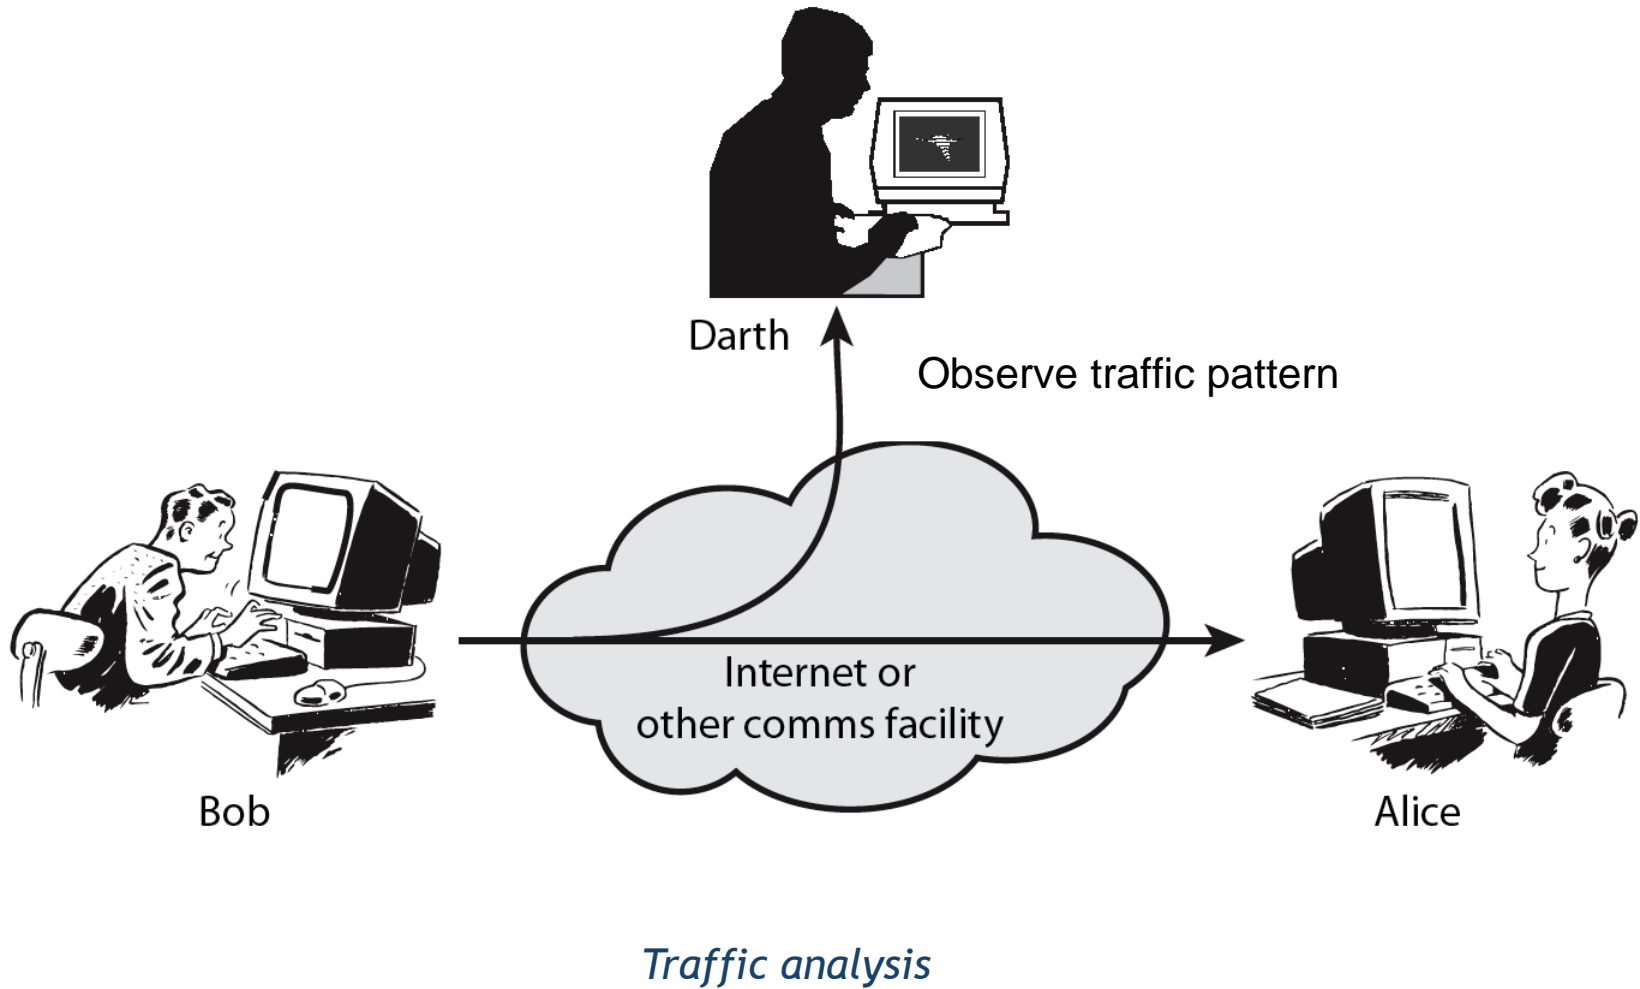 Darth
Observe traffic pattern
Internet or
other comms facility
Bob
Alice
Traffic analysis